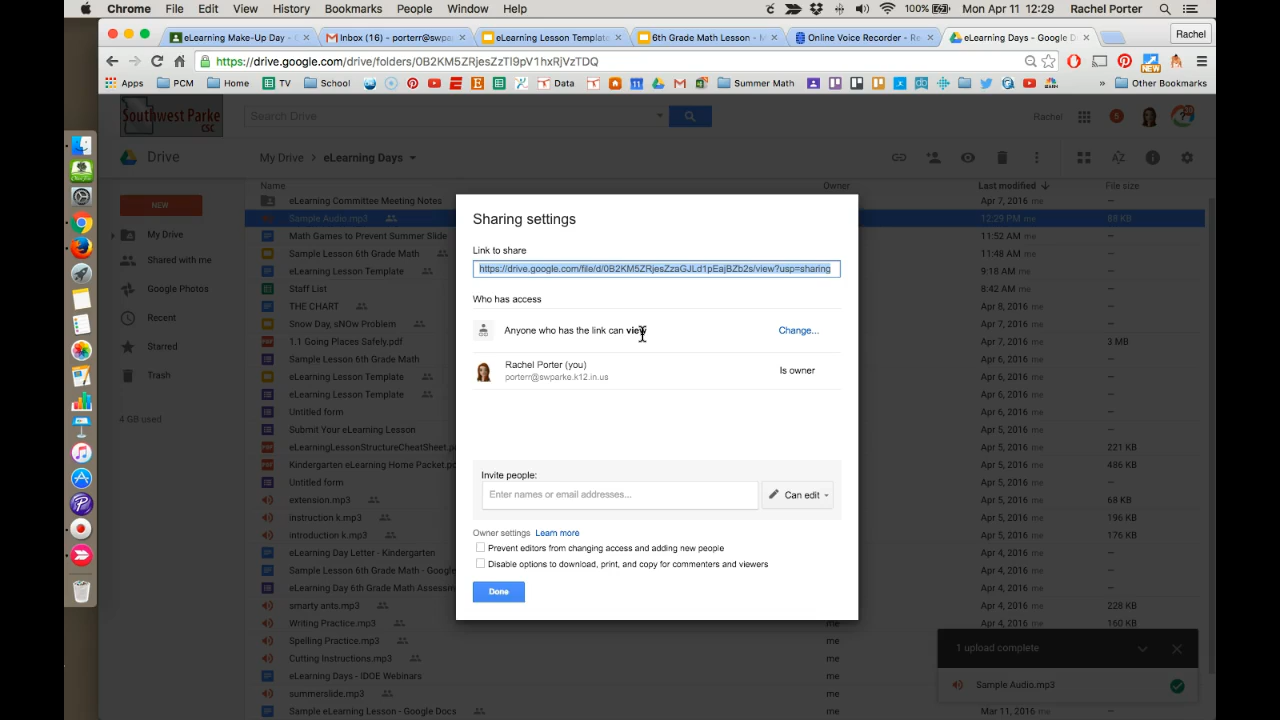 Chrome File Edit View History Bookmarks People Window Help 100% Mon Apr 11 12:29 Rachel Porter
eLearning Make-Up Day - Inbox (16) - porterr@swpa eLearning Lesson Template 6th Grade Math Lesson - M Online Voice Recorder - Re eLearning Days - Google D Rachel
https://drive.google.com/drive/folders/0B2KM5ZRjesZzTl9pV1hxRjVzTDQ
Apps PCM Home TV School Data Summer Math » Other Bookmarks
Southwest Parke CSC
Search Drive
Rachel 5
Drive
My Drive > eLearning Days
NEW
My Drive
Shared with me
Google Photos
Recent
Starred
Trash
4 GB used
Name Owner Last modified File size
eLearning Committee Meeting Notes Apr 7, 2016 me –
Sample Audio.mp3 12:29 PM me 89 KB
Math Games to Prevent Summer Slide 11:52 AM me –
Sample Lesson 6th Grade Math 11:48 AM me –
eLearning Lesson Template 9:18 AM me –
Staff List 8:42 AM me –
THE CHART Apr 8, 2016 me –
Snow Day, sNOw Problem Apr 7, 2016 me –
1.1 Going Places Safely.pdf Apr 7, 2016 me 3 MB
Sample Lesson 6th Grade Math Apr 6, 2016 me –
eLearning Lesson Template Apr 6, 2016 me –
eLearning Lesson Template Apr 6, 2016 me –
Untitled form Apr 6, 2016 me –
Submit Your eLearning Lesson Apr 5, 2016 me –
eLearningLessonStructureCheatSheet.p Apr 5, 2016 me 221 KB
Kindergarten eLearning Home Packet.pd Apr 5, 2016 me 486 KB
Untitled form Apr 5, 2016 me –
extension.mp3 Apr 5, 2016 me 68 KB
instruction k.mp3 Apr 5, 2016 me 196 KB
introduction k.mp3 Apr 5, 2016 me 176 KB
eLearning Day Letter - Kindergarten Apr 4, 2016 me –
Sample Lesson 6th Grade Math - Google Apr 4, 2016 me –
eLearning Day 6th Grade Math Assessm Apr 4, 2016 me –
smarty ants.mp3 me Apr 4, 2016 me 228 KB
Writing Practice.mp3 me Apr 4, 2016 me 160 KB
Spelling Practice.mp3 me
Cutting Instructions.mp3 me
eLearning Days - IDOE Webinars me
summerslide.mp3 me
Sample eLearning Lesson - Google Docs me Mar 11, 2016 me –
Sharing settings
Link to share
https://drive.google.com/file/d/0B2KM5ZRjesZzaGJLd1pEajBZb2s/view?usp=sharing
Who has access
Anyone who has the link can view Change...
Rachel Porter (you) Is owner
porterr@swparke.k12.in.us
Invite people:
Enter names or email addresses... Can edit
Owner settings Learn more
Prevent editors from changing access and adding new people
Disable options to download, print, and copy for commenters and viewers
Done
1 upload complete
Sample Audio.mp3